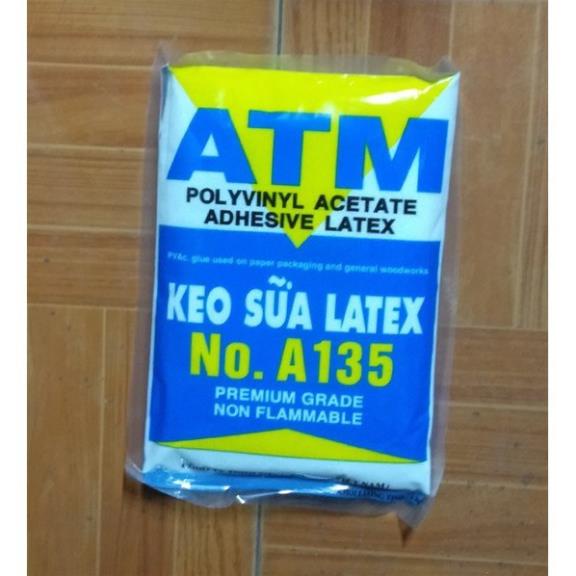 ATM
POLYVINYL ACETATE
ADHESIVE LATEX
PVAc. glue used on paper packaging and general woodworks
KEO SỮA LATEX
No. A135
PREMIUM GRADE
NON FLAMMABLE